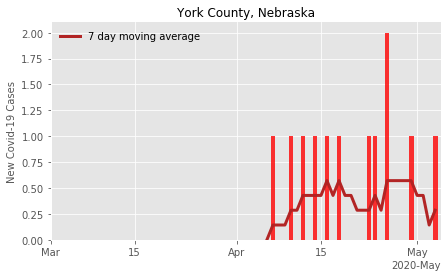 York County, Nebraska
7 day moving average
New Covid-19 Cases
2.00
1.75
1.50
1.25
1.00
0.75
0.50
0.25
0.00
Mar
15
Apr
15
May
2020-May